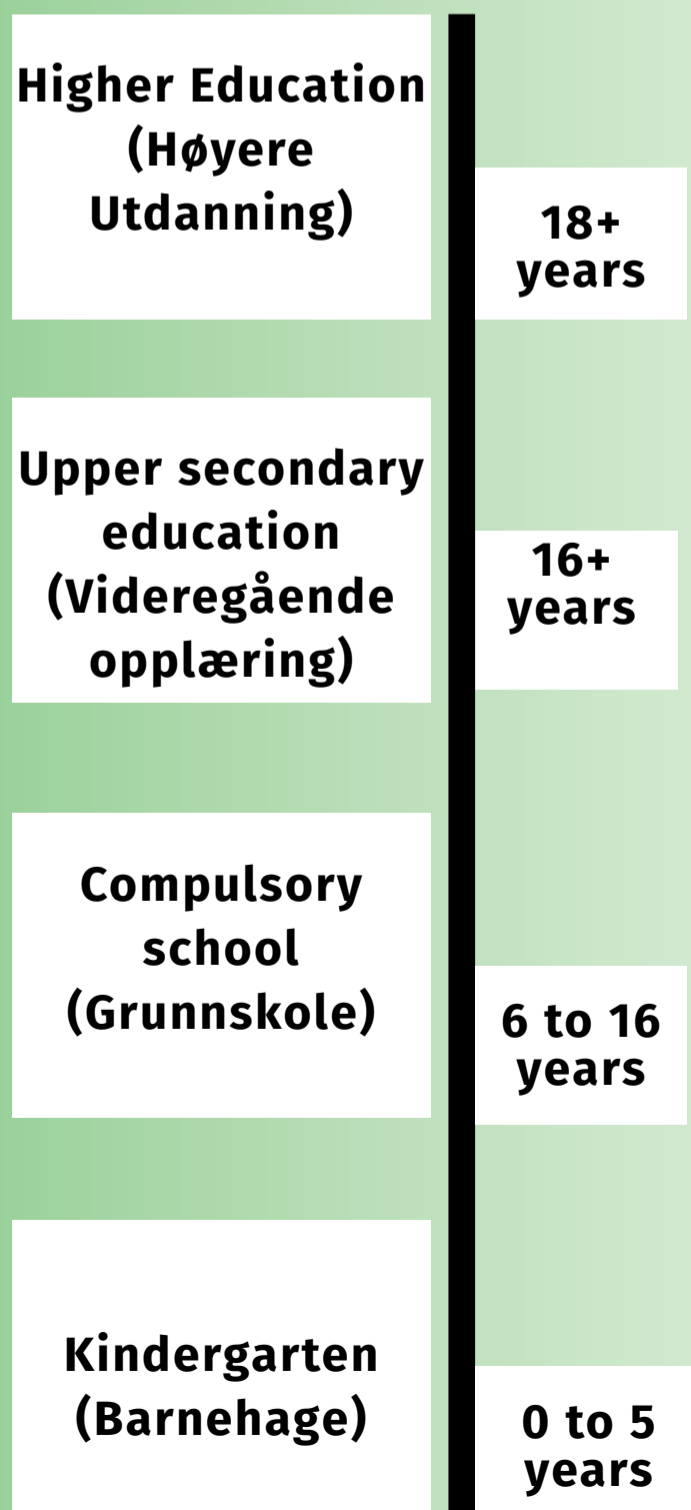 Higher Education
(Høyere
Utdanning)
18+
years
Upper secondary
education
(Videregående
opplæring)
16+
years
Compulsory
school
(Grunnskole)
6 to 16
years
Kindergarten
(Barnehage)
0 to 5
years